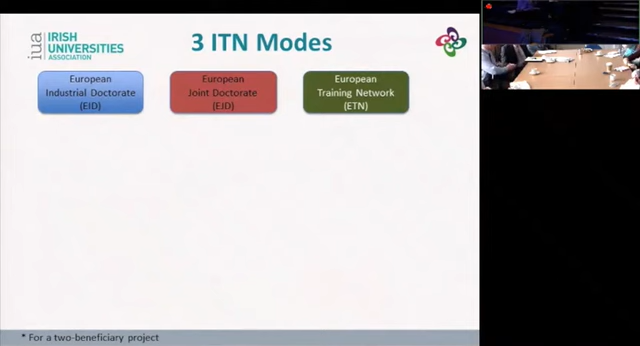 iua
IRISH
UNIVERSITIES
ASSOCIATION
3 ITN Modes
European
Industrial Doctorate
(EID)
European
Joint Doctorate
(EJD)
European
Training Network
(ETN)
* For a two-beneficiary project